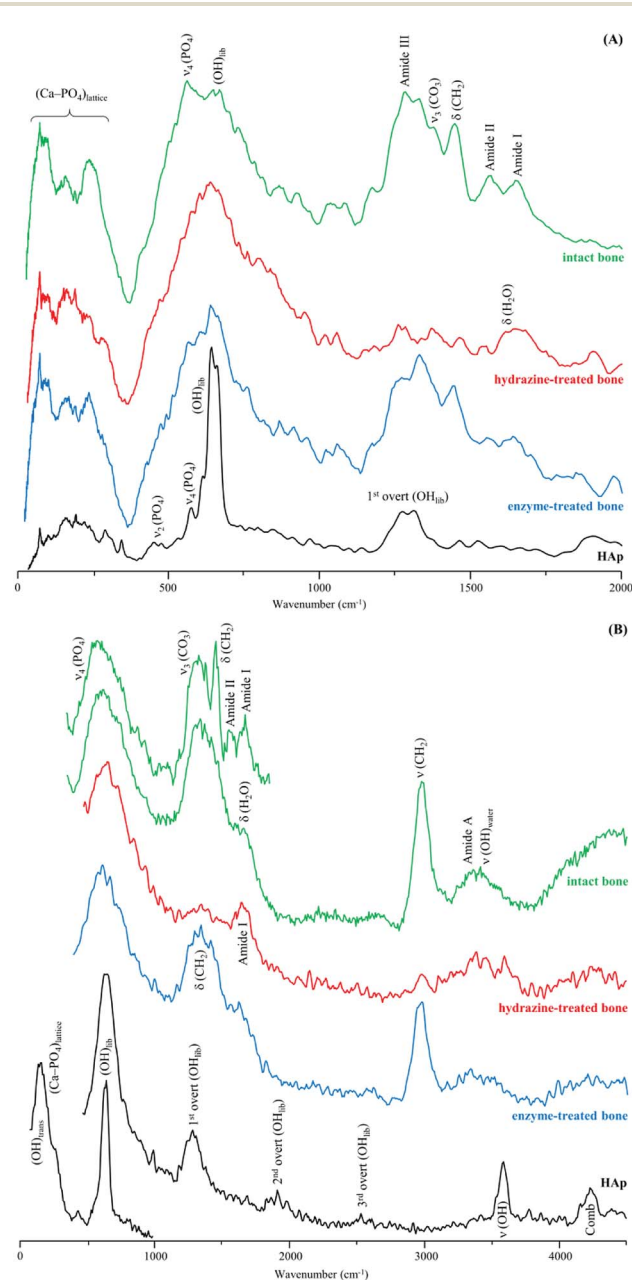 (A)
ν₄ (PO₄)
(OH)lib
Amide III
ν₃ (CO₃)
δ (CH₂)
Amide II
Amide I
(Ca–PO₄)lattice
intact bone
δ (H₂O)
hydrazine-treated bone
(OH)lib
ν₄ (PO₄)
ν₂ (PO₄)
1st overt (OHlib)
enzyme-treated bone
HAp
0 500 1000 1500 2000
Wavenumber (cm⁻¹)
(B)
ν₄ (PO₄)
ν₃ (CO₃)
δ (CH₂)
Amide II
Amide I
δ (H₂O)
ν (CH₂)
Amide A
ν (OH)water
intact bone
Amide I
hydrazine-treated bone
δ (CH₂)
enzyme-treated bone
(OH)trans
(Ca–PO₄)lattice
(OH)lib
1st overt (OHlib)
2nd overt (OHlib)
3rd overt (OHlib)
ν (OH)
Comb
HAp
0 1000 2000 3000 4000
Wavenumber (cm⁻¹)